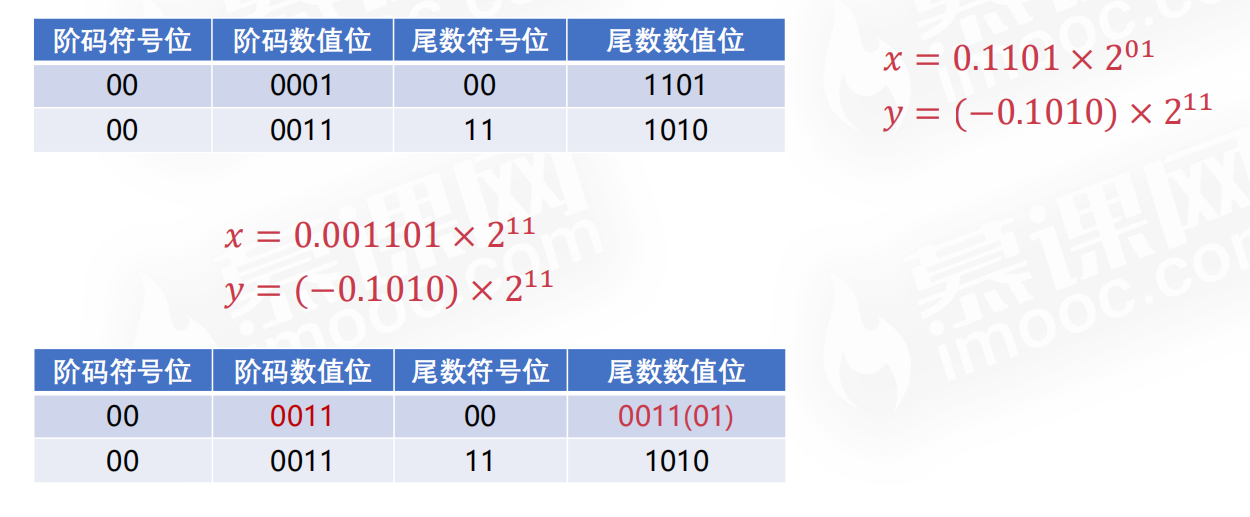 阶码符号位 阶码数值位 尾数符号位 尾数数值位
00 0001 00 1101
00 0011 11 1010
x = 0.1101 × 2^{01}
y = (−0.1010) × 2^{11}
x = 0.001101 × 2^{11}
y = (−0.1010) × 2^{11}
阶码符号位 阶码数值位 尾数符号位 尾数数值位
00 0011 00 0011(01)
00 0011 11 1010
慕课网
imooc.com
慕课网
imooc.com